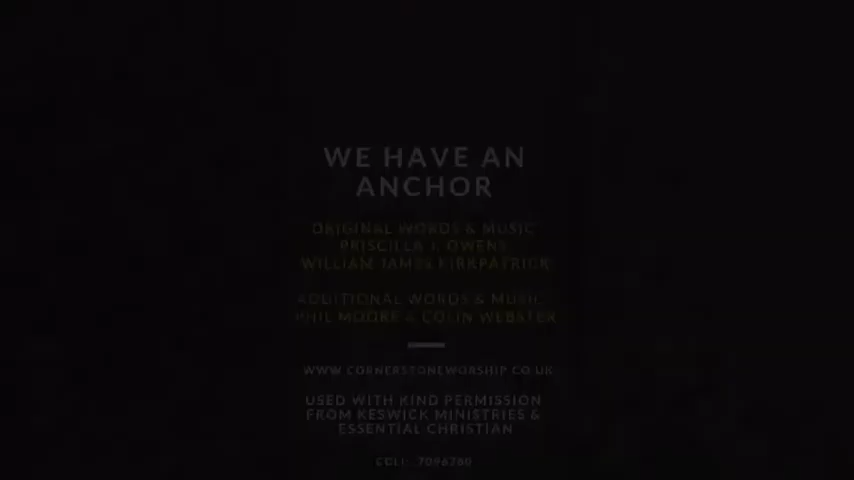 WE HAVE AN
ANCHOR
ORIGINAL WORDS & MUSIC
PRISCILLA J. OWENS
WILLIAM JAMES KIRKPATRICK
ADDITIONAL WORDS & MUSIC
PHIL MOORE & COLIN WEBSTER
WWW.CORNERSTONEWORSHIP.CO.UK
USED WITH KIND PERMISSION
FROM KESWICK MINISTRIES &
ESSENTIAL CHRISTIAN
CCLI: 7096780